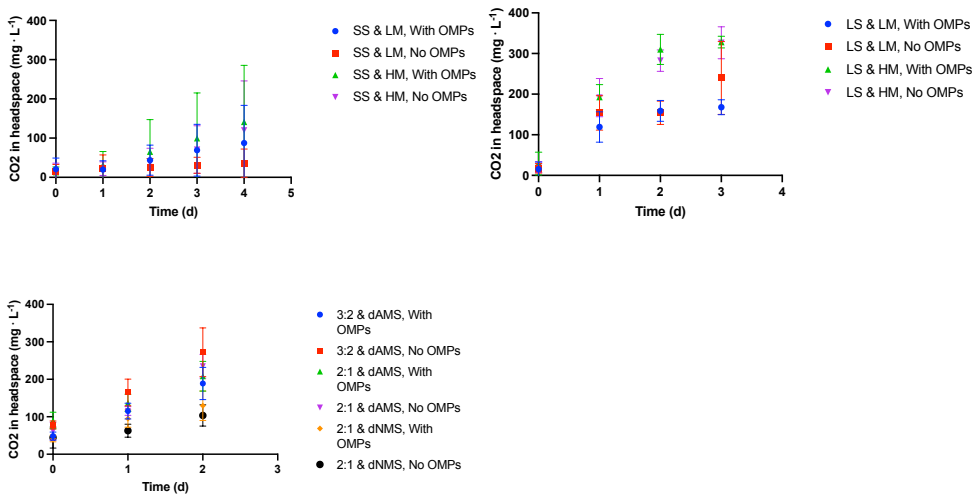 CO2 in headspace (mg · L-1)
400
300
200
100
0
0 1 2 3 4 5
Time (d)
SS & LM, With OMPs
SS & LM, No OMPs
SS & HM, With OMPs
SS & HM, No OMPs
CO2 in headspace (mg · L-1)
400
300
200
100
0
0 1 2 3 4
Time (d)
LS & LM, With OMPs
LS & LM, No OMPs
LS & HM, With OMPs
LS & HM, No OMPs
CO2 in headspace (mg · L-1)
400
300
200
100
0
0 1 2 3
Time (d)
3:2 & dAMS, With
OMPs
3:2 & dAMS, No OMPs
2:1 & dAMS, With
OMPs
2:1 & dAMS, No OMPs
2:1 & dNMS, With
OMPs
2:1 & dNMS, No OMPs